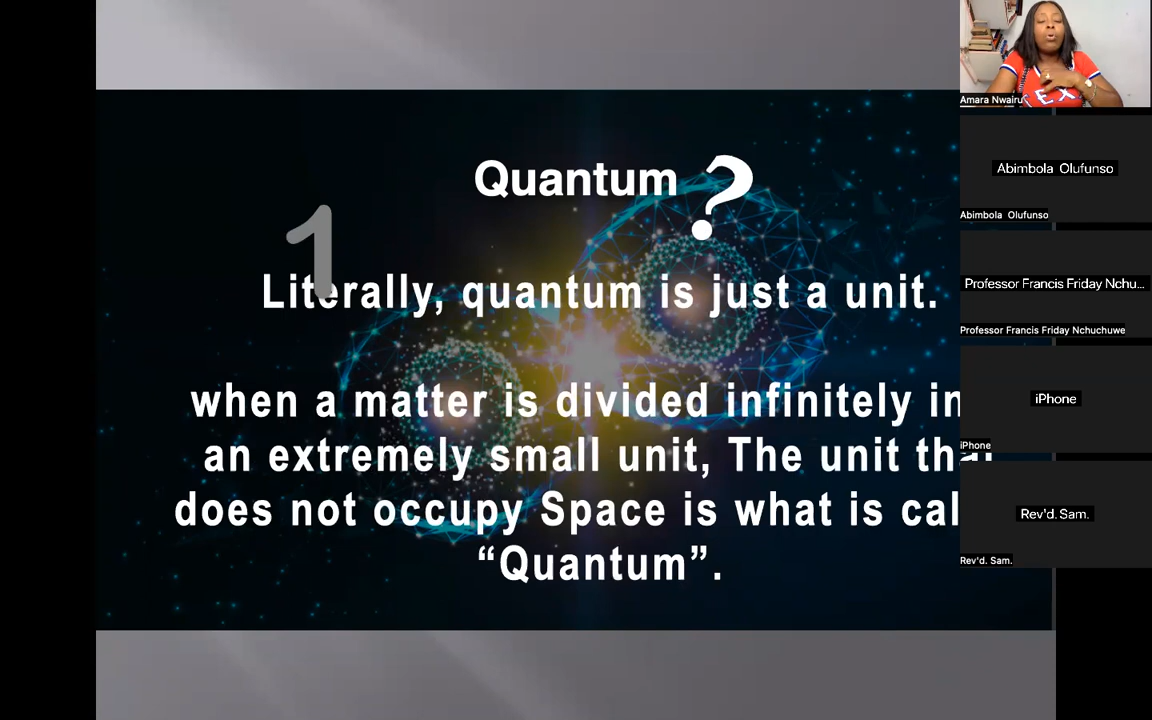 Quantum ?
1
Literally, quantum is just a unit.
when a matter is divided infinitely in
an extremely small unit, The unit that
does not occupy Space is what is cal
“Quantum”.
TEX
Amara Nwairu
Abimbola Olufunso
Abimbola Olufunso
Professor Francis Friday Nchu...
Professor Francis Friday Nchuchuwe
iPhone
iPhone
Rev'd. Sam.
Rev'd. Sam.